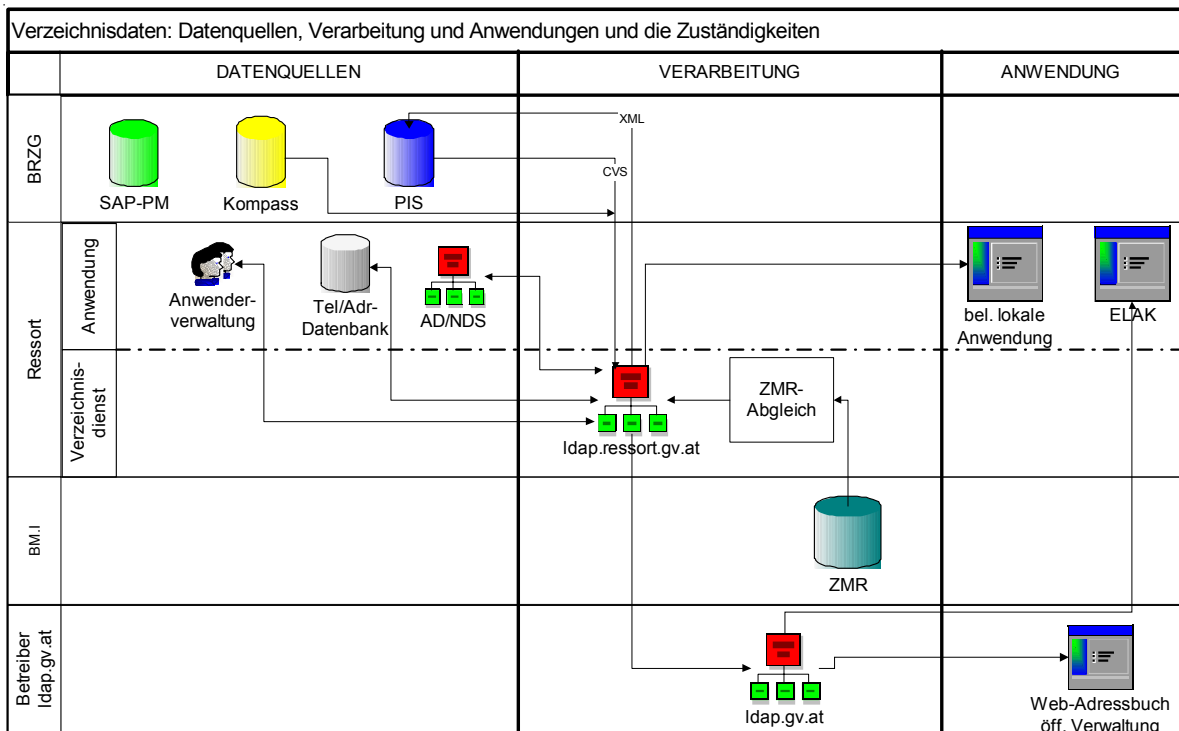 Verzeichnisdaten: Datenquellen, Verarbeitung und Anwendungen und die Zuständigkeiten
DATENQUELLEN
VERARBEITUNG
ANWENDUNG
BRZG
SAP-PM
Kompass
PIS
XML
CVS
Ressort
Anwendung
Anwender-
verwaltung
Tel/Adr-
Datenbank
AD/NDS
bel. lokale
Anwendung
ELAK
Verzeichnis-
dienst
ldap.ressort.gv.at
ZMR-
Abgleich
BM.I
ZMR
Betreiber
ldap.gv.at
ldap.gv.at
Web-Adressbuch
öff. Verwaltung